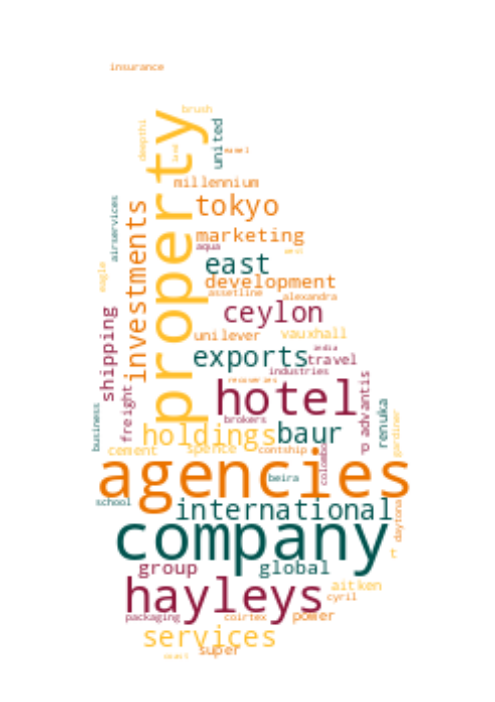 insurance
brush
property
deepthi
united
millennium
tokyo
airservices
investments
marketing
aqua
east
eagle
development
assetline
alexandra
ceylon
shipping
unilever
vauxhall
exports
travel
india
industries
hotel
freight
advantis
renuka
business
brokers
gardiner
holdings
baur
p
cement
spence
contship
colombo
agencies
beira
school
international
daytona
company
t
group
global
hayleys
aitken
cyril
packaging
coirtex
power
services
super